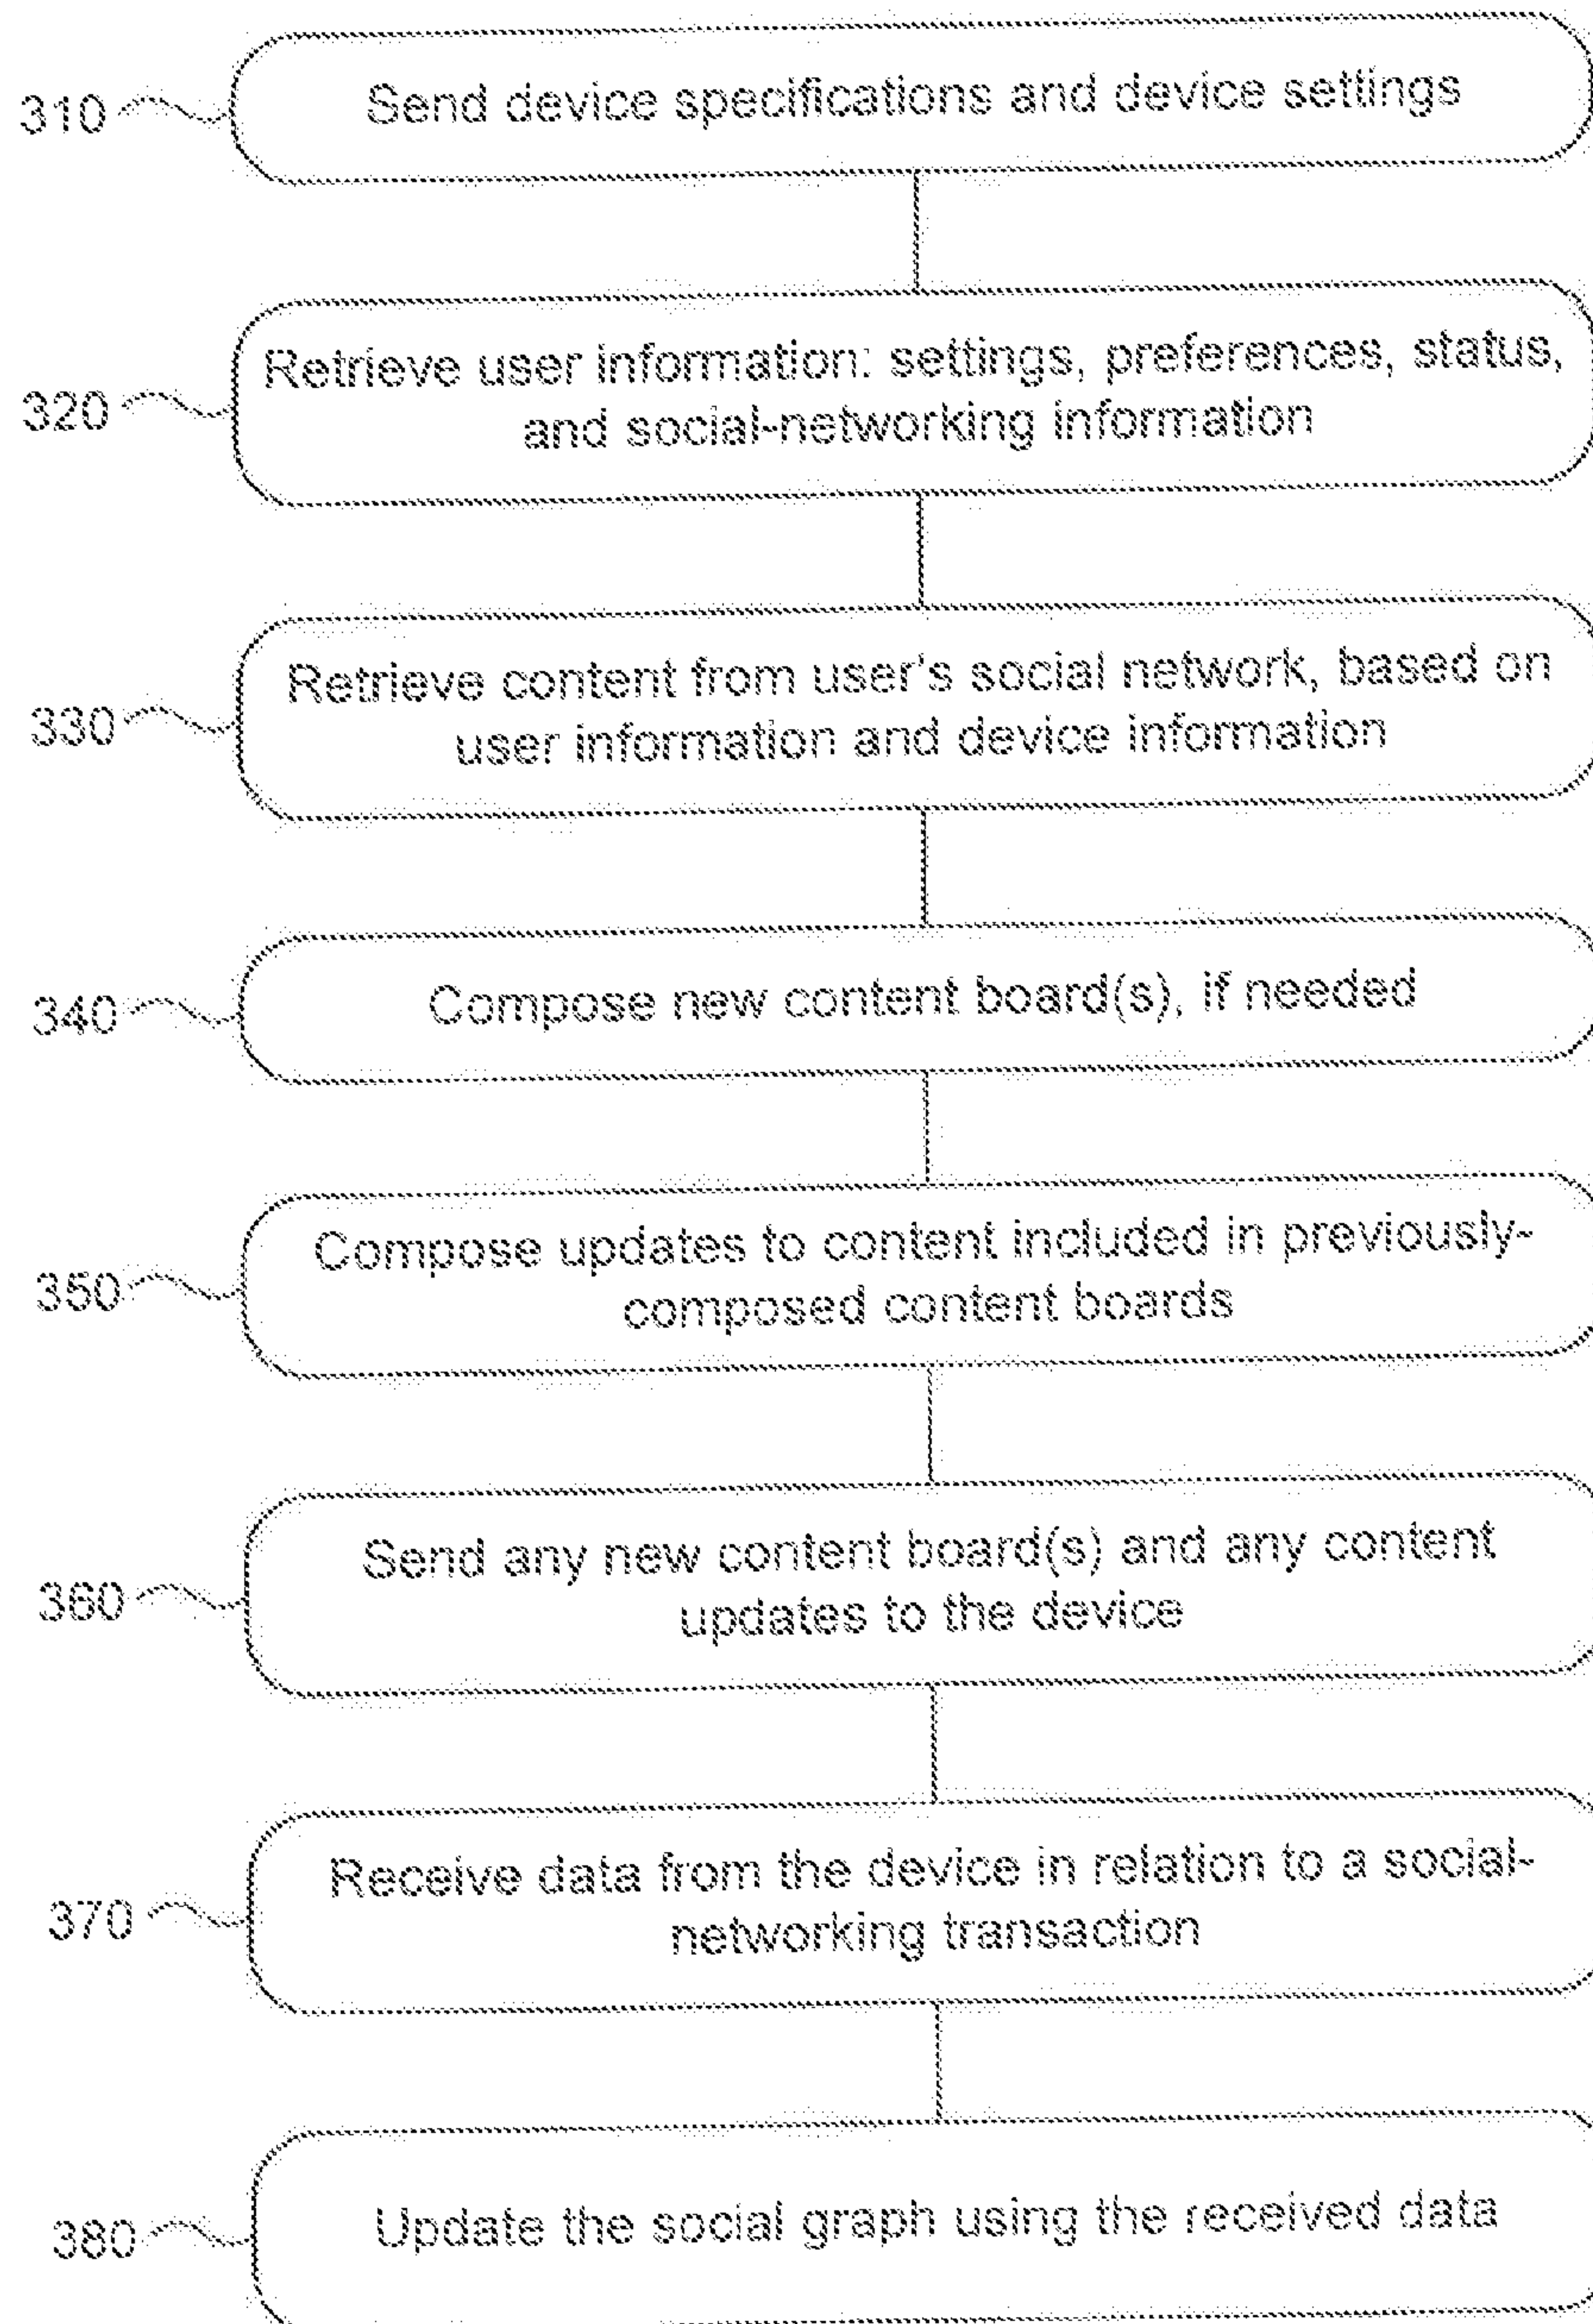 310
Send device specifications and device settings
320
Retrieve user information: settings, preferences, status,
and social-networking information
330
Retrieve content from user's social network, based on
user information and device information
340
Compose new content board(s), if needed
350
Compose updates to content included in previously-
composed content boards
360
Send any new content board(s) and any content
updates to the device
370
Receive data from the device in relation to a social-
networking transaction
380
Update the social graph using the received data